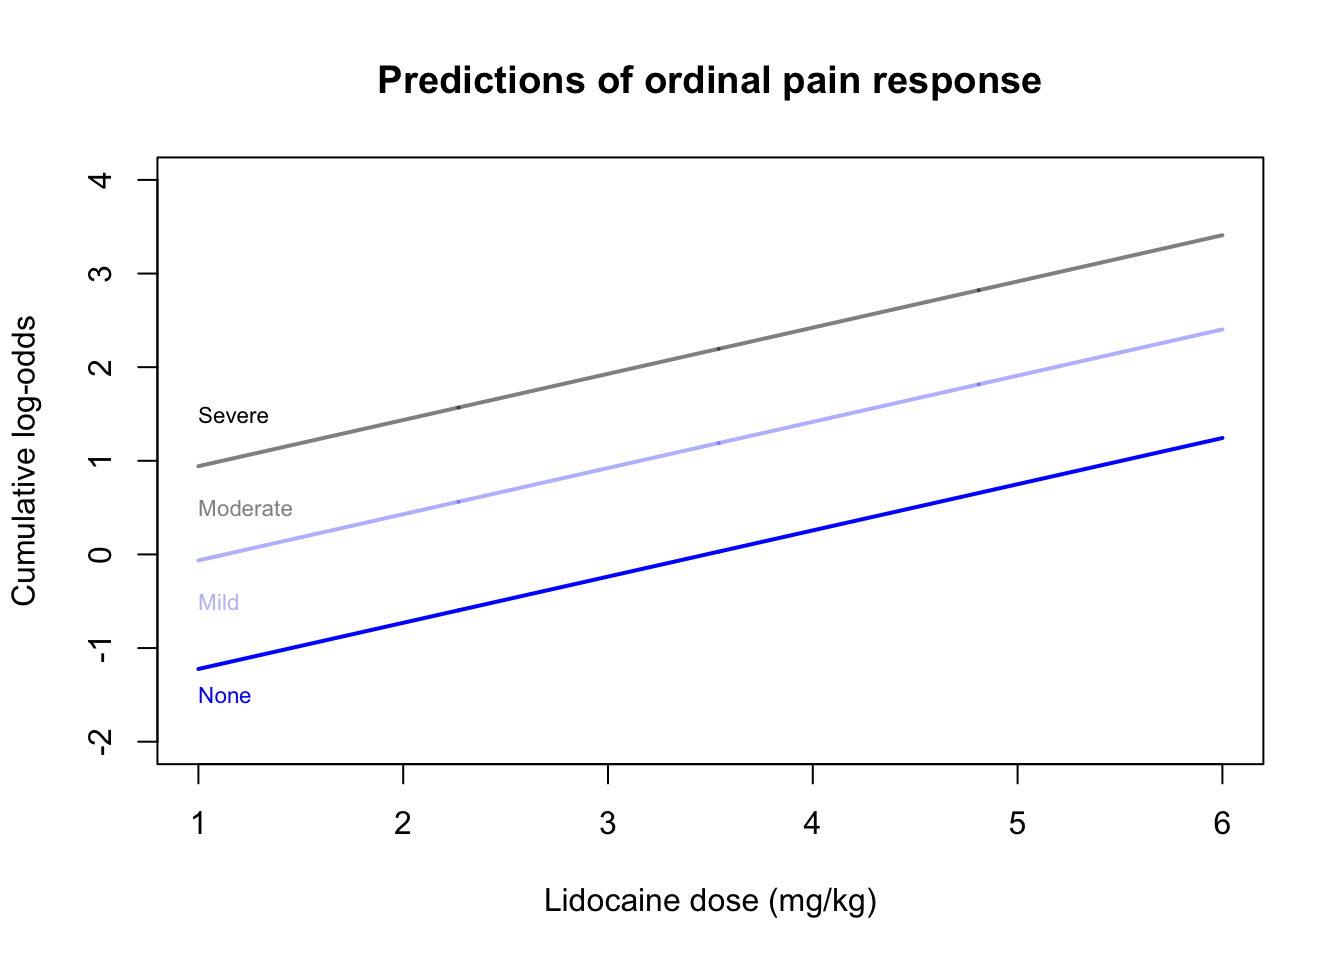 Predictions of ordinal pain response
Cumulative log-odds
4
3
2
1
0
-1
-2
Severe
Moderate
Mild
None
1 2 3 4 5 6
Lidocaine dose (mg/kg)